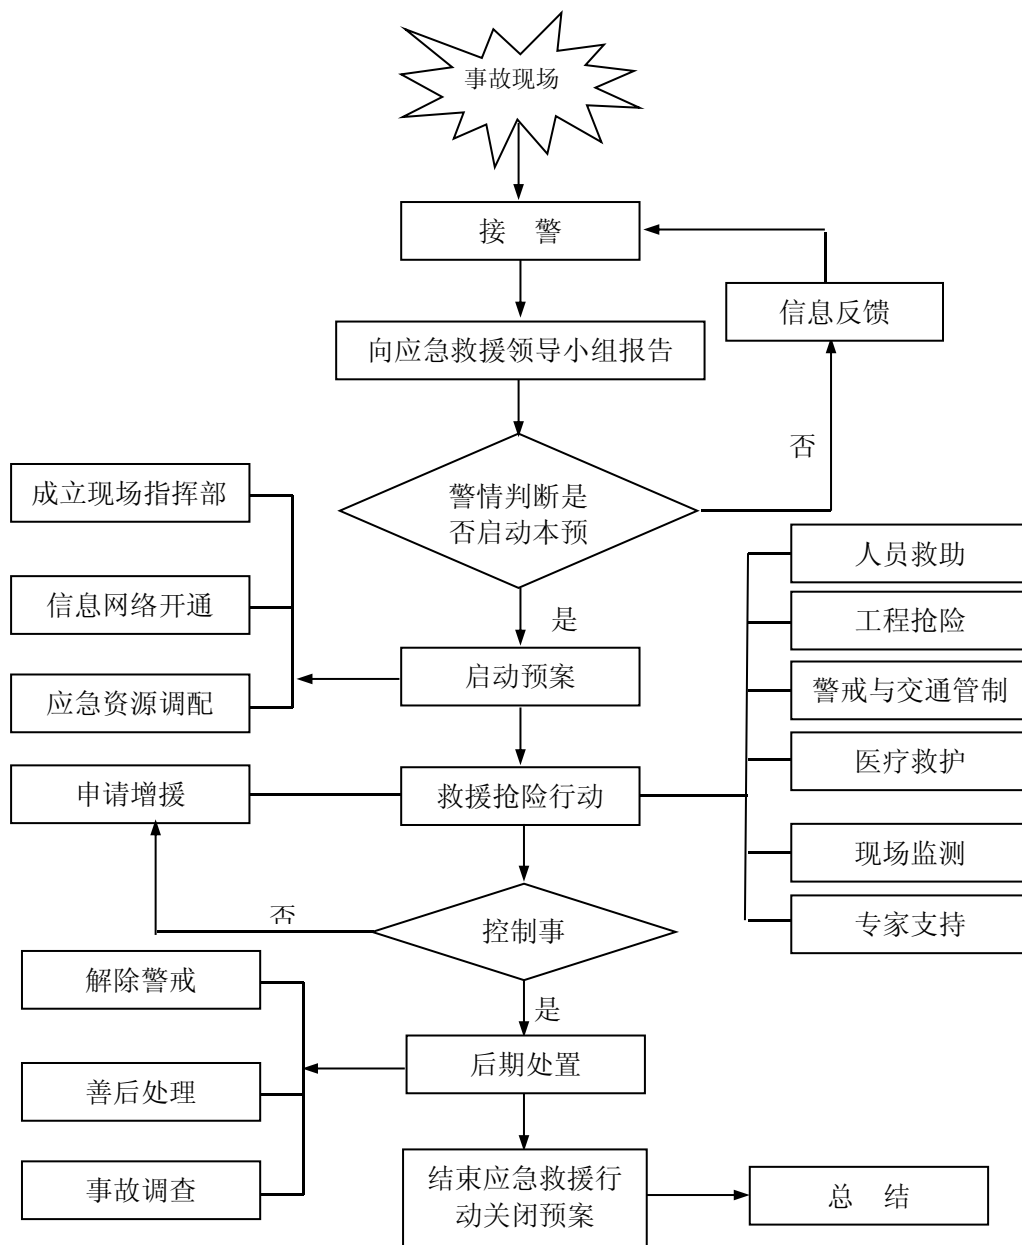 事故现场
接 警
信息反馈
向应急救援领导小组报告
否
成立现场指挥部
警情判断是
否启动本预
人员救助
信息网络开通
是
工程抢险
应急资源调配
启动预案
警戒与交通管制
医疗救护
申请增援
救援抢险行动
现场监测
否
控制事
专家支持
解除警戒
是
后期处置
善后处理
事故调查
结束应急救援行
动关闭预案
总 结